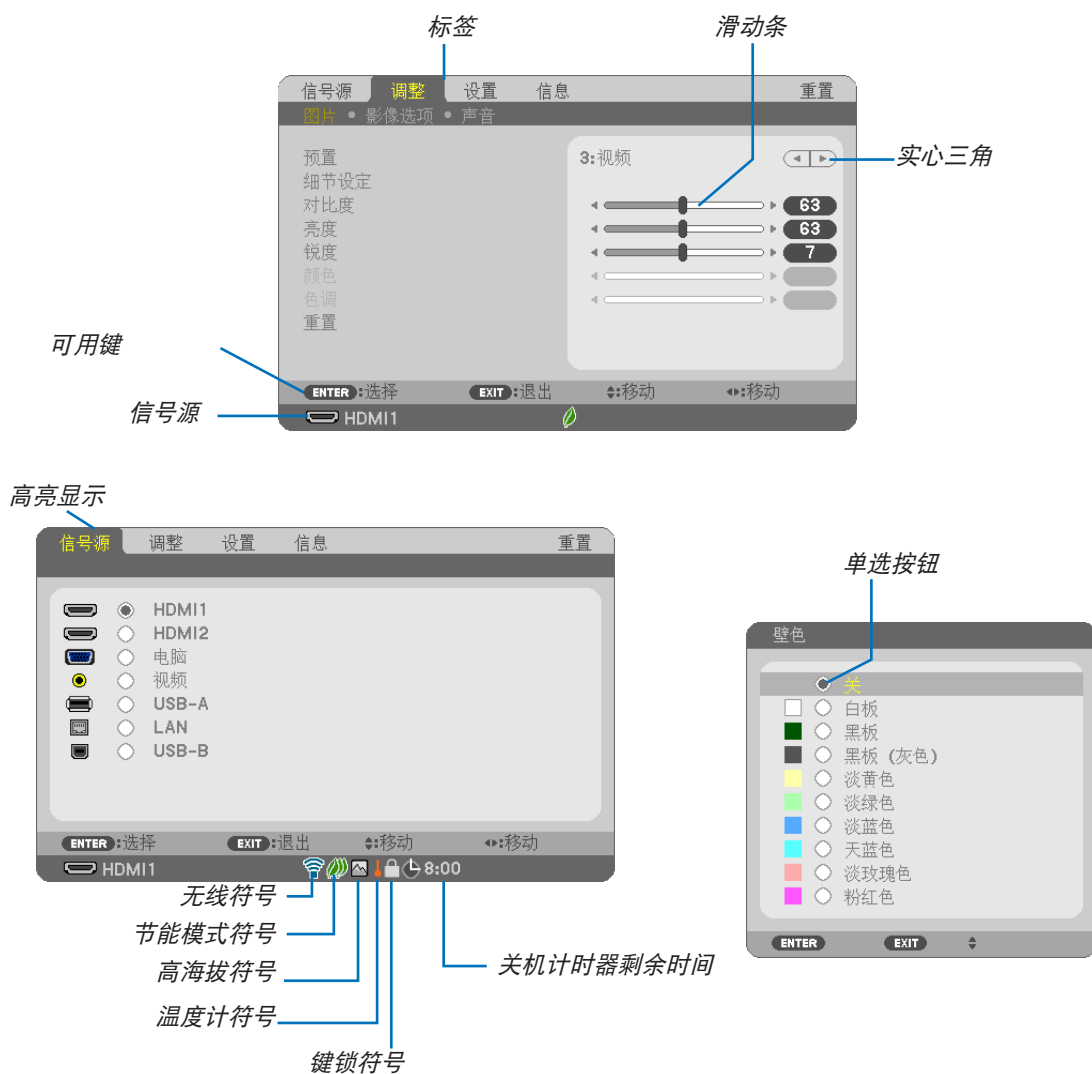 标签
滑动条
信号源 调整 设置 信息 重置
图片 • 影像选项 • 声音
预置 3:视频
实心三角
细节设定
对比度 63
亮度 63
锐度 7
颜色
色调
重置
可用键
ENTER:选择 EXIT:退出 :移动 :移动
信号源
HDMI1
高亮显示
信号源 调整 设置 信息 重置
HDMI1
HDMI2
电脑
视频
USB-A
LAN
USB-B
ENTER:选择 EXIT:退出 :移动 :移动
HDMI1 8:00
无线符号
节能模式符号
高海拔符号
温度计符号
键锁符号
关机计时器剩余时间
单选按钮
壁色
关
白板
黑板
黑板 (灰色)
淡黄色
淡绿色
淡蓝色
天蓝色
淡玫瑰色
粉红色
ENTER EXIT